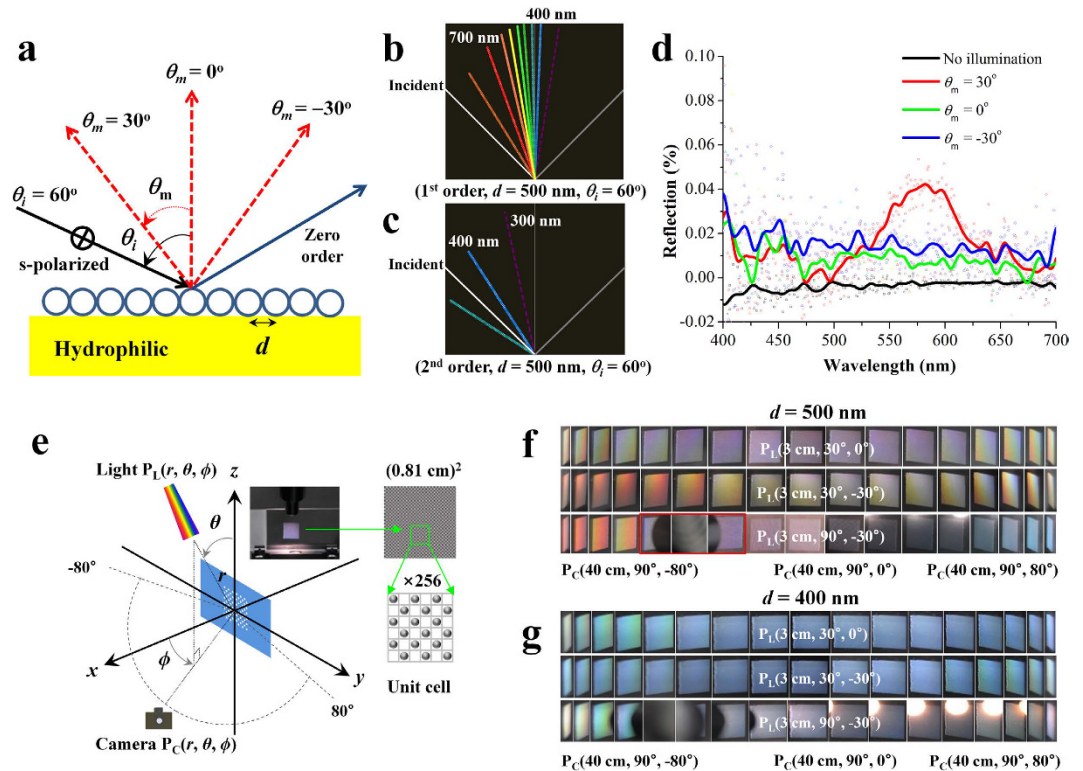 a
θm = 30°
θm = 0°
θm = −30°
θi = 60°
θm
θi
s-polarized
Zero
order
Hydrophilic
d
b
400 nm
700 nm
Incident
(1st order, d = 500 nm, θi = 60°)
c
300 nm
400 nm
Incident
(2nd order, d = 500 nm, θi = 60°)
d
No illumination
θm = 30°
θm = 0°
θm = -30°
Reflection (%)
0.10
0.08
0.06
0.04
0.02
0.00
-0.02
400 450 500 550 600 650 700
Wavelength (nm)
e
Light PL(r, θ, ϕ)
z
θ
r
-80°
x
ϕ
y
80°
Camera PC(r, θ, ϕ)
(0.81 cm)2
×256
Unit cell
d = 500 nm
f
PL(3 cm, 30°, 0°)
PL(3 cm, 30°, -30°)
PL(3 cm, 90°, -30°)
PC(40 cm, 90°, -80°) PC(40 cm, 90°, 0°) PC(40 cm, 90°, 80°)
d = 400 nm
g
PL(3 cm, 30°, 0°)
PL(3 cm, 30°, -30°)
PL(3 cm, 90°, -30°)
PC(40 cm, 90°, -80°) PC(40 cm, 90°, 0°) PC(40 cm, 90°, 80°)